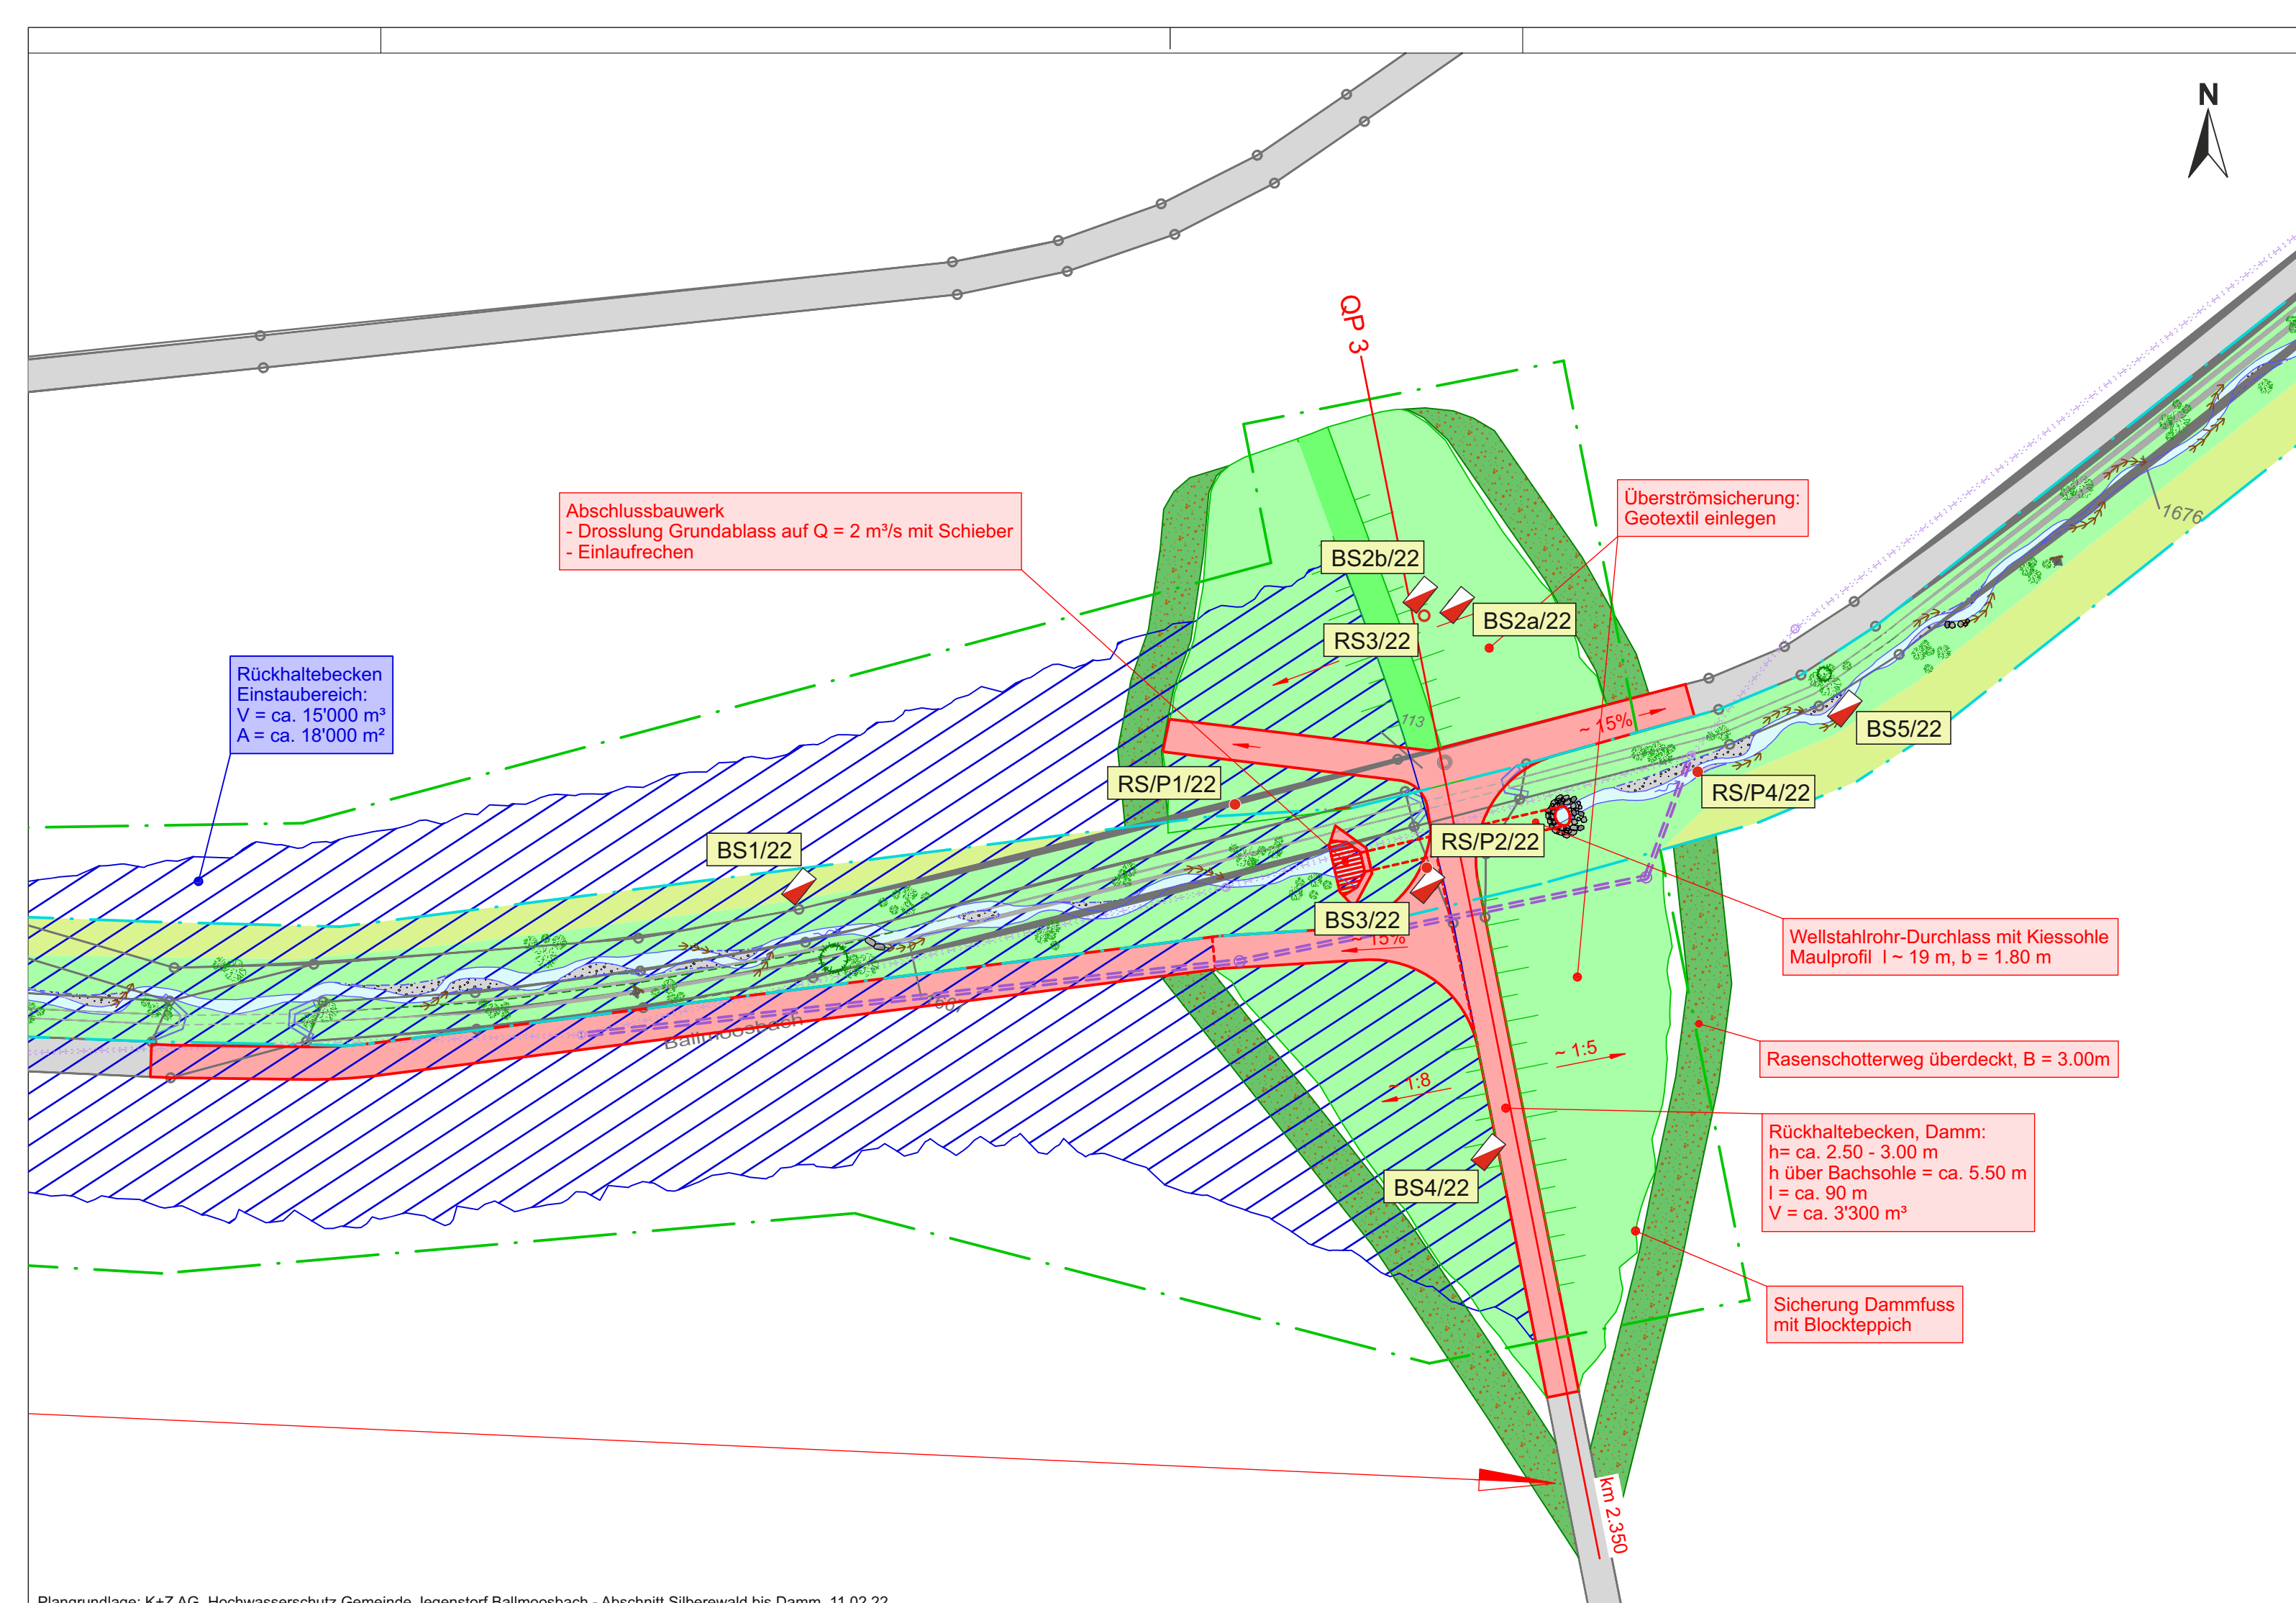 N
QP 3
Abschlussbauwerk
- Drosslung Grundablass auf Q = 2 m³/s mit Schieber
- Einlaufrechen
Überströmsicherung:
Geotextil einlegen
1676
BS2b/22
BS2a/22
RS3/22
Rückhaltebecken
Einstaubereich:
V = ca. 15'000 m³
A = ca. 18'000 m²
113
~ 15%
BS5/22
RS/P1/22
RS/P4/22
BS1/22
RS/P2/22
BS3/22
~ 15%
Wellstahlrohr-Durchlass mit Kiessohle
Maulprofil l ~ 19 m, b = 1.80 m
1607
Ballmoosbach
~ 1:5
~ 1:8
Rasenschotterweg überdeckt, B = 3.00m
Rückhaltebecken, Damm:
h= ca. 2.50 - 3.00 m
h über Bachsohle = ca. 5.50 m
l = ca. 90 m
V = ca. 3'300 m³
BS4/22
Sicherung Dammfuss
mit Blockteppich
km 2.350
Plangrundlage: K+Z AG, Hochwasserschutz Gemeinde Jegenstorf Ballmoosbach - Abschnitt Silberewald bis Damm, 11.02.22